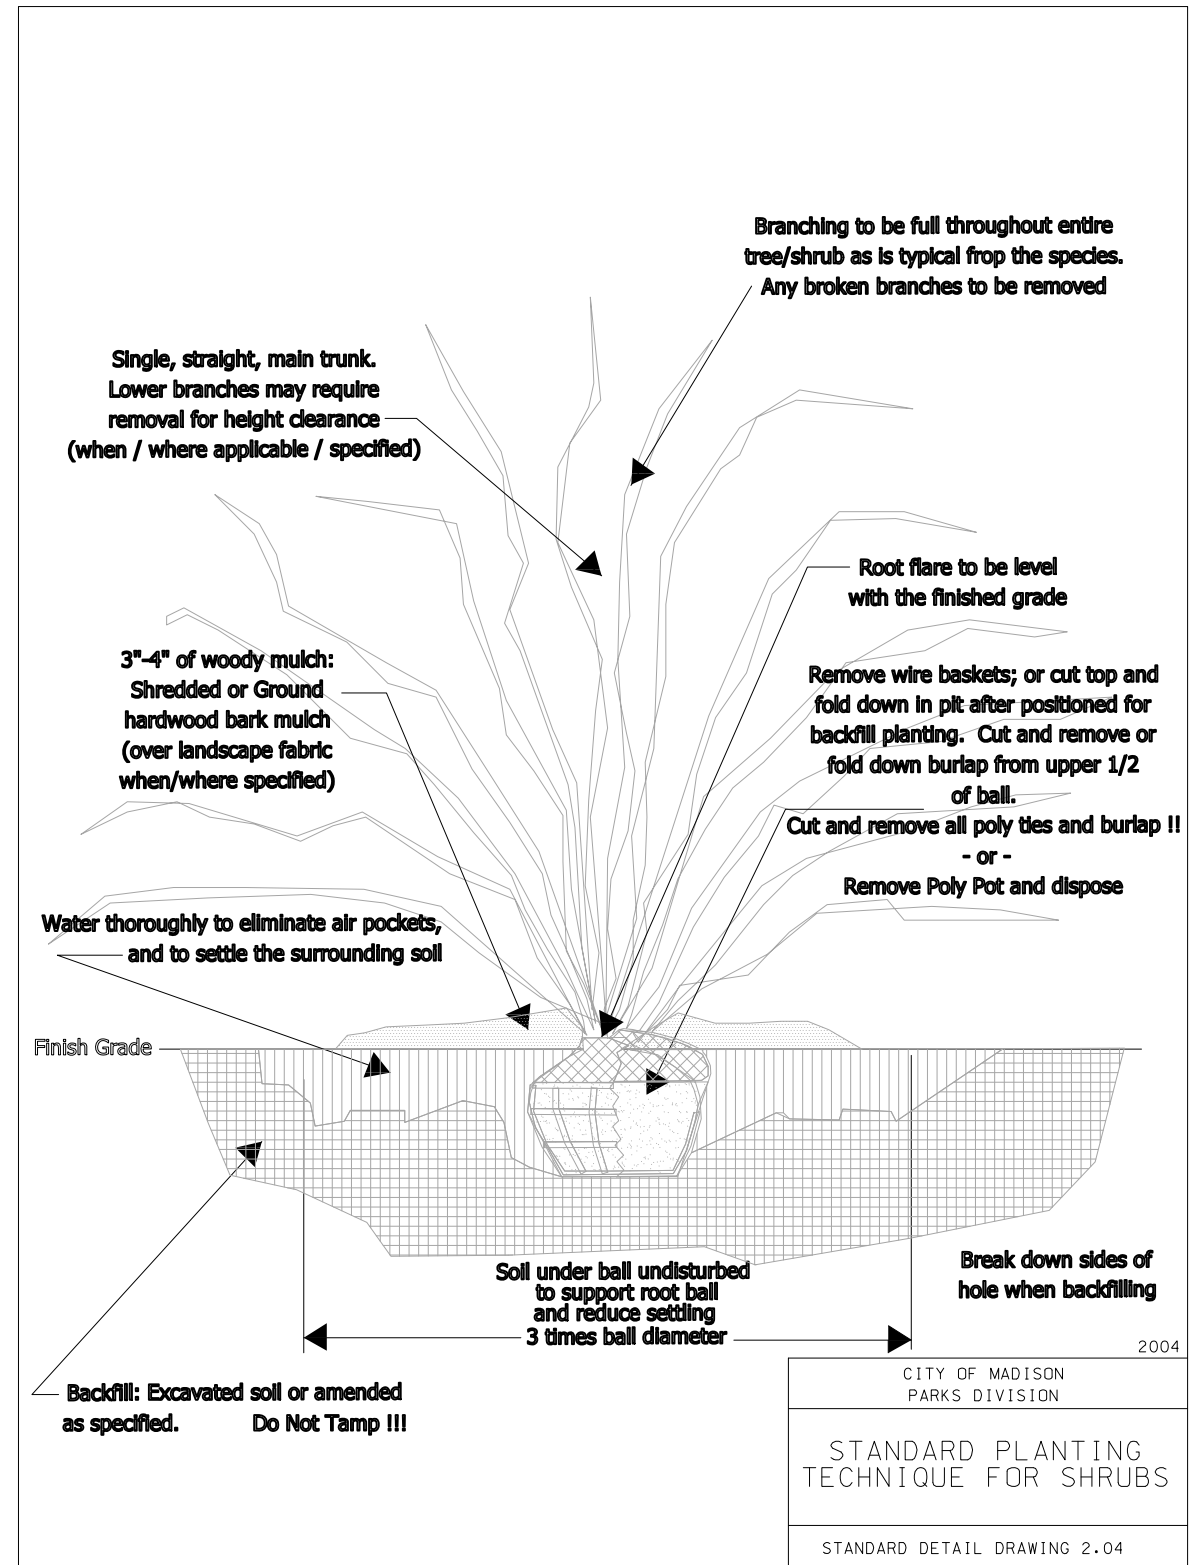 Branching to be full throughout entire
tree/shrub as is typical frop the species.
Any broken branches to be removed
Single, straight, main trunk.
Lower branches may require
removal for height clearance
(when / where applicable / specified)
Root flare to be level
with the finished grade
3"-4" of woody mulch:
Shredded or Ground
hardwood bark mulch
(over landscape fabric
when/where specified)
Remove wire baskets; or cut top and
fold down in pit after positioned for
backfill planting. Cut and remove or
fold down burlap from upper 1/2
of ball.
Cut and remove all poly ties and burlap !!
- or -
Remove Poly Pot and dispose
Water thoroughly to eliminate air pockets,
and to settle the surrounding soil
Finish Grade
Soil under ball undisturbed
to support root ball
and reduce settling
3 times ball diameter
Break down sides of
hole when backfilling
Backfill: Excavated soil or amended
as specified. Do Not Tamp !!!
2004
CITY OF MADISON
PARKS DIVISION
STANDARD PLANTING
TECHNIQUE FOR SHRUBS
STANDARD DETAIL DRAWING 2.04